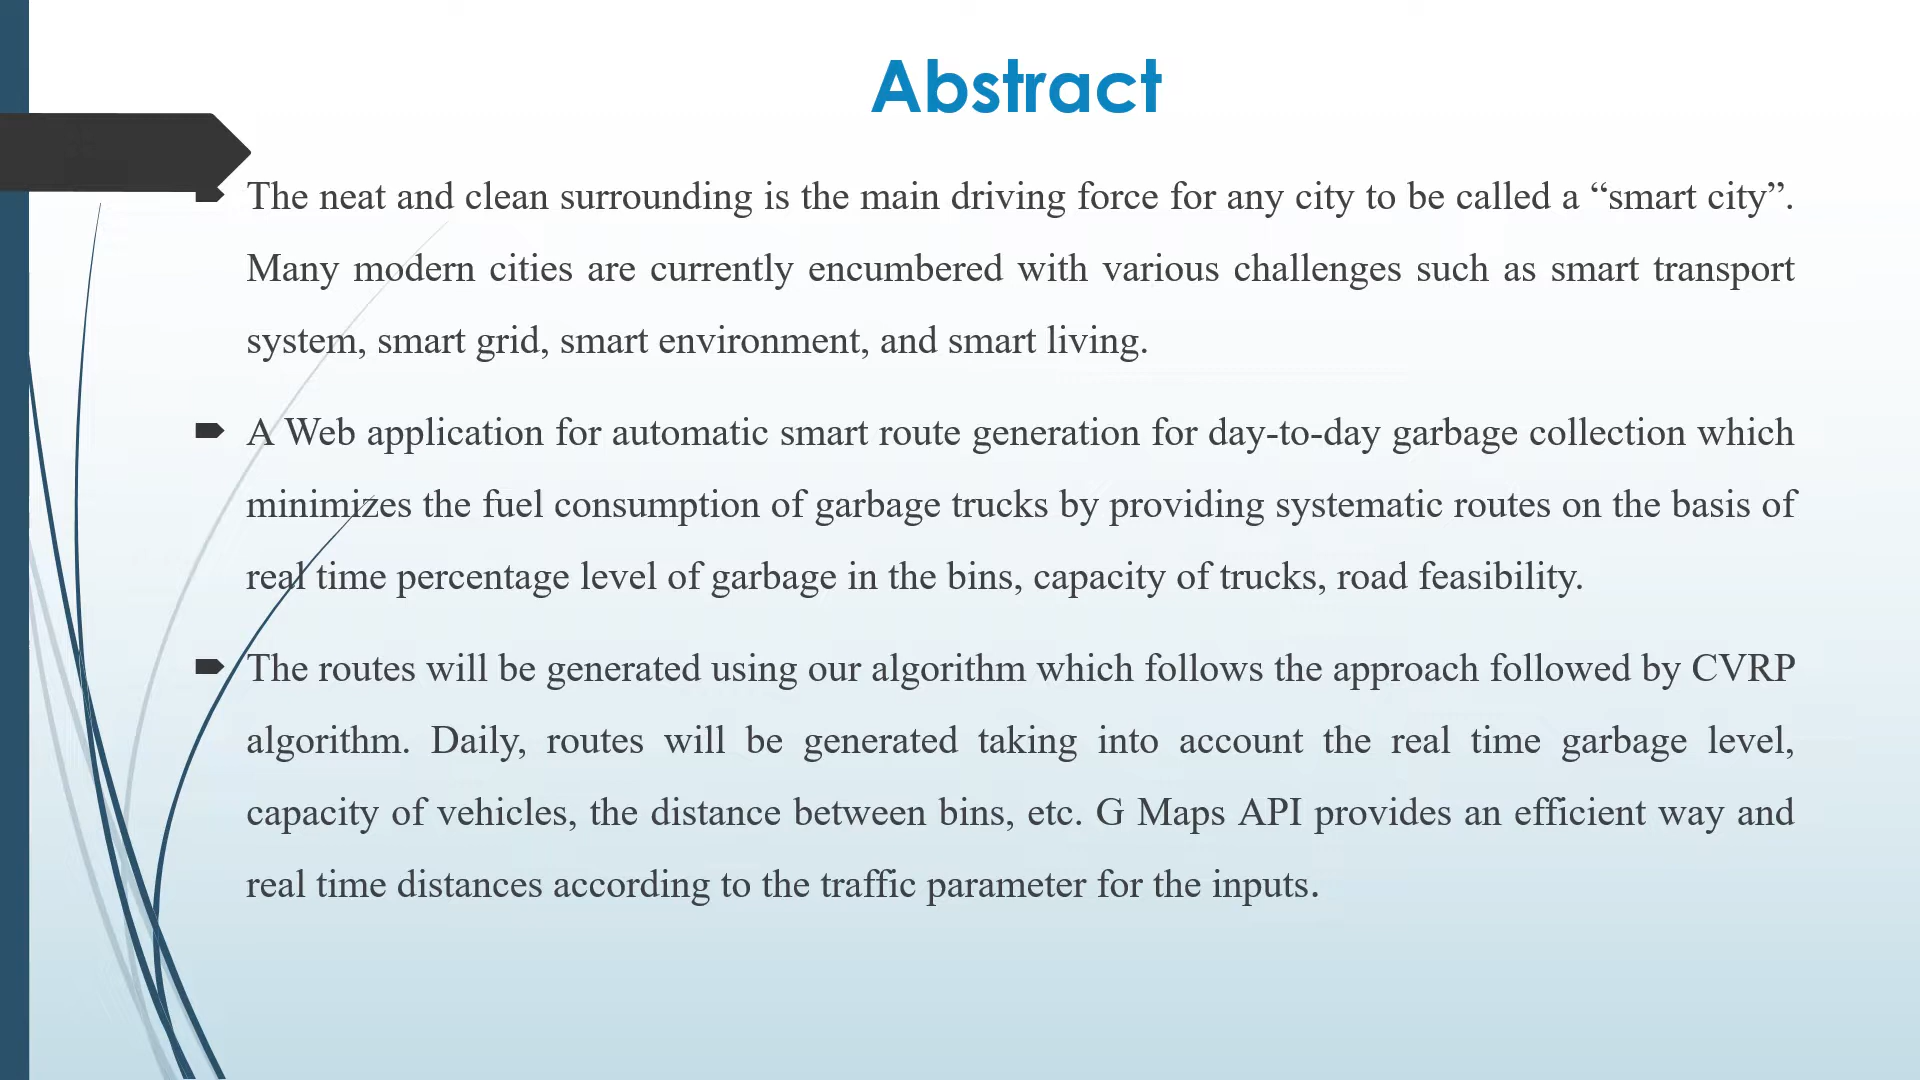 Abstract
The neat and clean surrounding is the main driving force for any city to be called a “smart city”.
Many modern cities are currently encumbered with various challenges such as smart transport
system, smart grid, smart environment, and smart living.
A Web application for automatic smart route generation for day-to-day garbage collection which
minimizes the fuel consumption of garbage trucks by providing systematic routes on the basis of
real time percentage level of garbage in the bins, capacity of trucks, road feasibility.
The routes will be generated using our algorithm which follows the approach followed by CVRP
algorithm. Daily, routes will be generated taking into account the real time garbage level,
capacity of vehicles, the distance between bins, etc. G Maps API provides an efficient way and
real time distances according to the traffic parameter for the inputs.